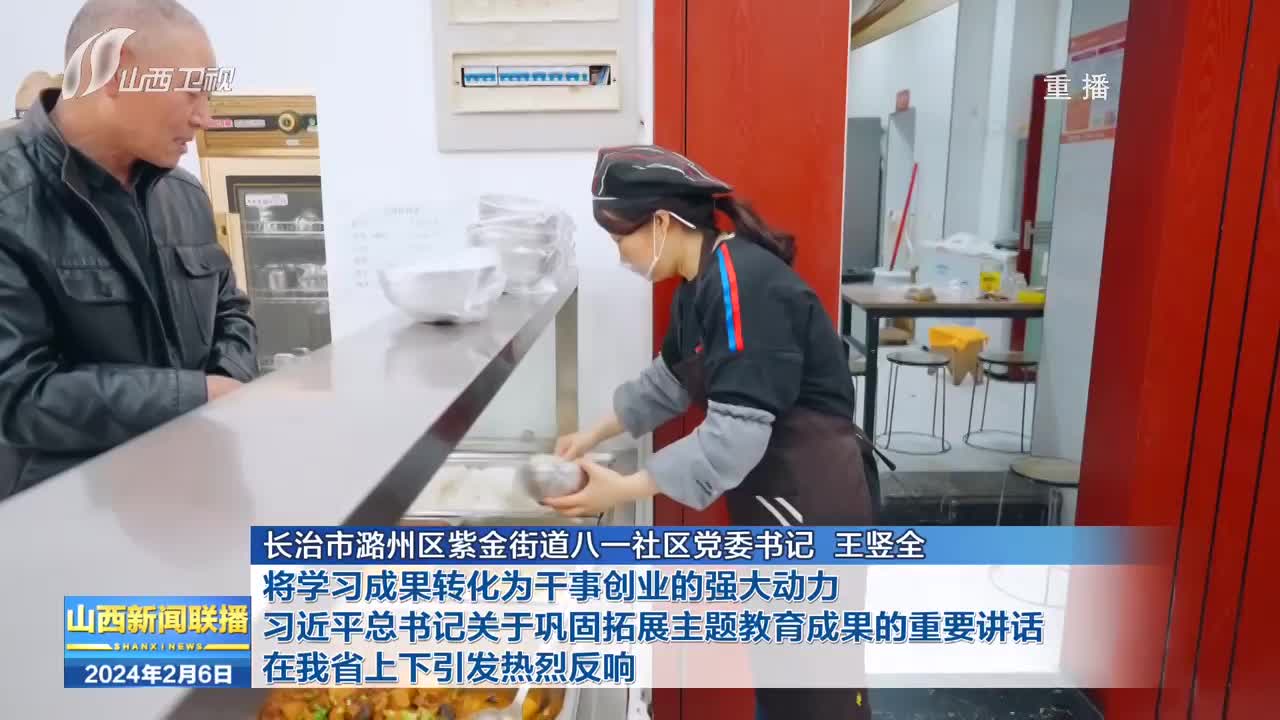 山西卫视
重播
长治市潞州区紫金街道八一社区党委书记 王竖全
将学习成果转化为干事创业的强大动力
习近平总书记关于巩固拓展主题教育成果的重要讲话
在我省上下引发热烈反响
山西新闻联播
SHANXI NEWS
2024年2月6日